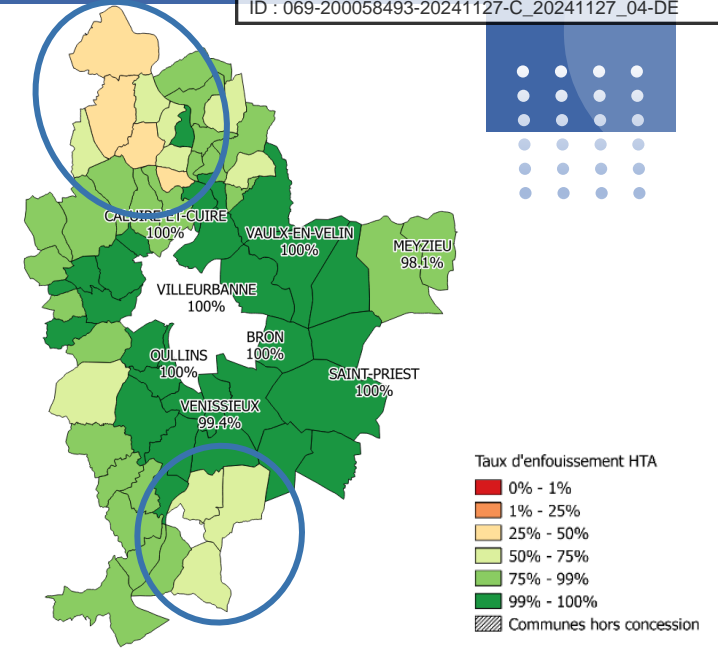 ID : 069-200058493-20241127-C_20241127_04-DE
CALUIRE-ET-CUIRE
100%
VAULX-EN-VELIN
100%
MEYZIEU
98.1%
VILLEURBANNE
100%
BRON
100%
OULLINS
100%
SAINT-PRIEST
100%
VENISSIEUX
99.4%
Taux d'enfouissement HTA
0% - 1%
1% - 25%
25% - 50%
50% - 75%
75% - 99%
99% - 100%
Communes hors concession